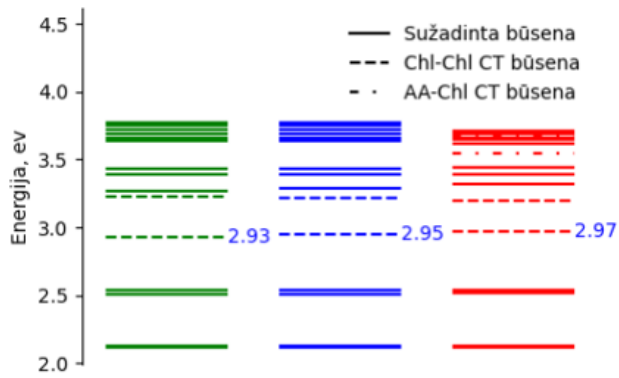 4.5
Sužadinta būsena
Chl-Chl CT būsena
4.0
AA-Chl CT būsena
3.5
Energija, ev
3.0
2.93
2.95
2.97
2.5
2.0